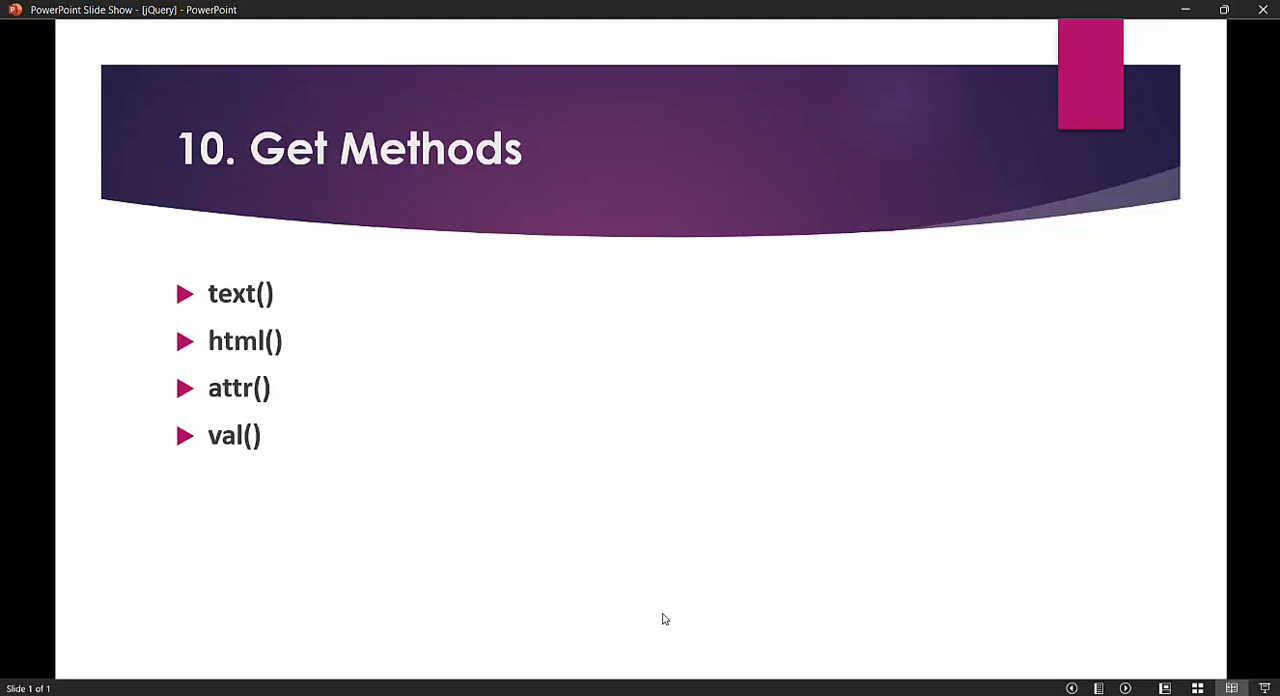 PowerPoint Slide Show - [jQuery] - PowerPoint
10. Get Methods
text()
html()
attr()
val()
Slide 1 of 1